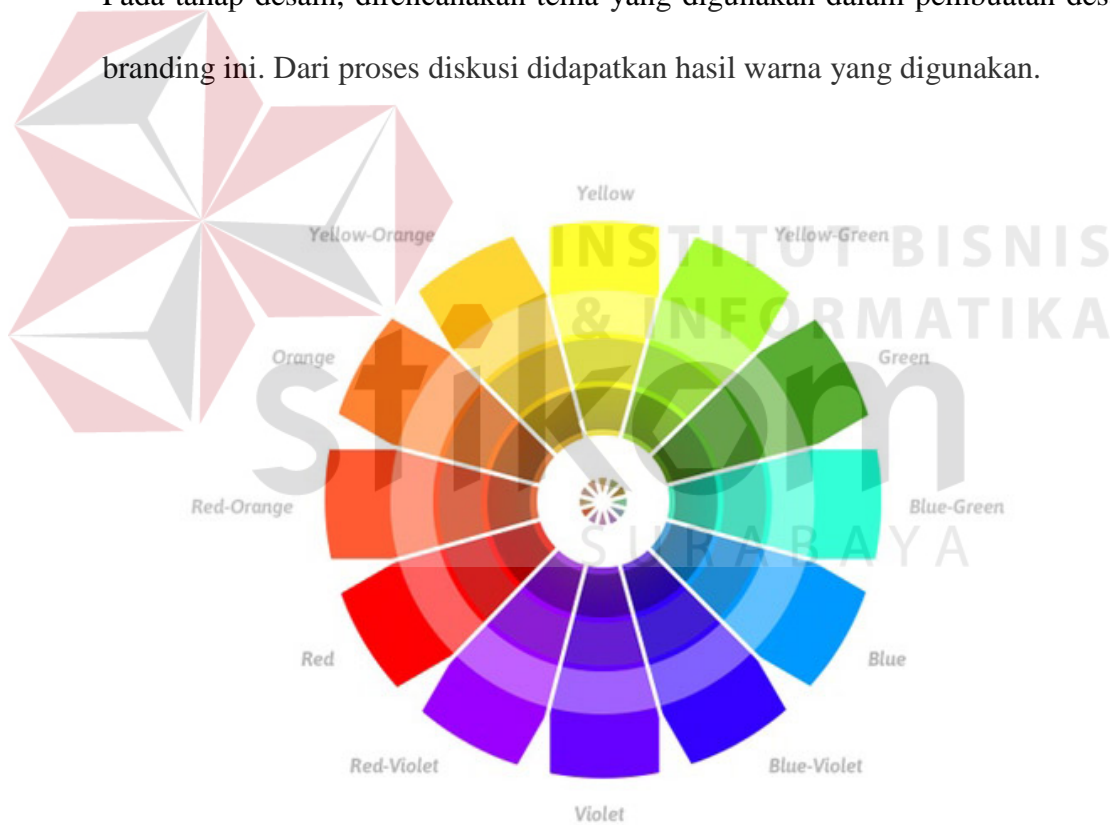 Pada tahap desain, direncanakan tema yang digunakan dalam pembuatan des
branding ini. Dari proses diskusi didapatkan hasil warna yang digunakan.
Yellow
Yellow-Orange
Yellow-Green
INSTITUT BISNIS
& INFORMATIKA
Orange
Green
stikom
Red-Orange
Blue-Green
SURABAYA
Red
Blue
Red-Violet
Blue-Violet
Violet